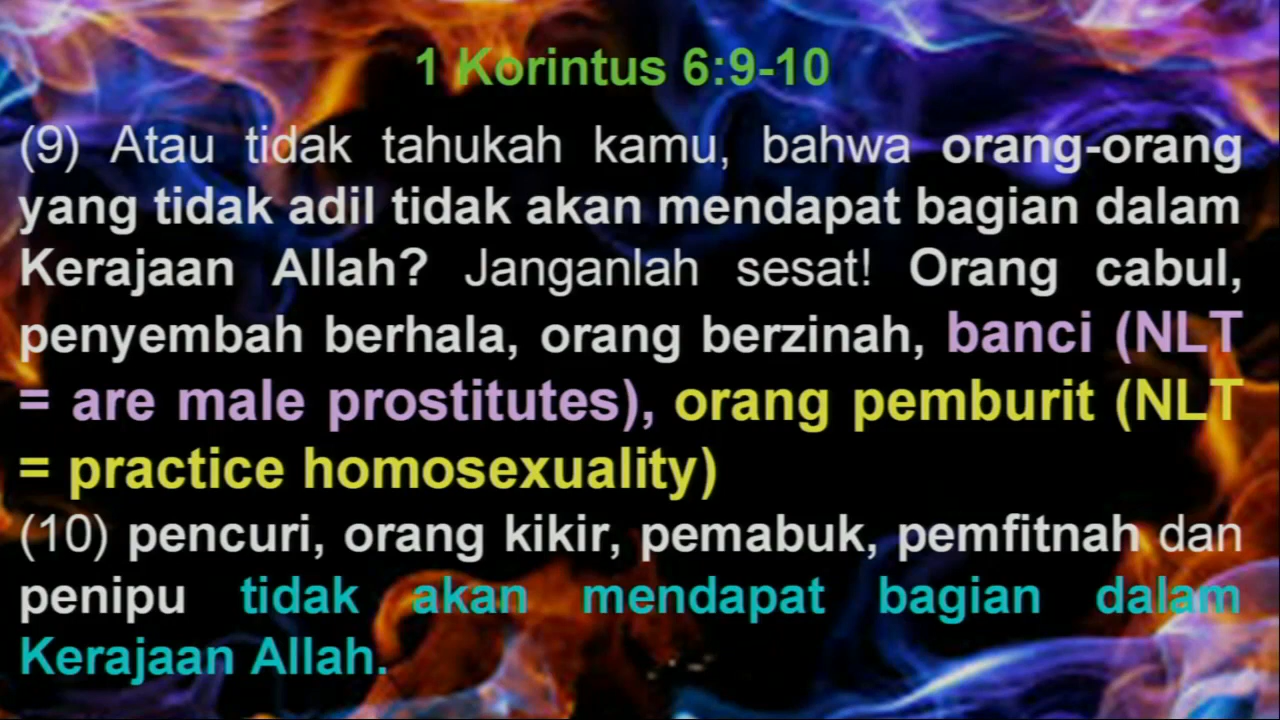 1 Korintus 6:9-10
(9) Atau tidak tahukah kamu, bahwa orang-orang
yang tidak adil tidak akan mendapat bagian dalam
Kerajaan Allah? Janganlah sesat! Orang cabul,
penyembah berhala, orang berzinah, banci (NLT
= are male prostitutes), orang pemburit (NLT
= practice homosexuality)
(10) pencuri, orang kikir, pemabuk, pemfitnah dan
penipu tidak akan mendapat bagian dalam
Kerajaan Allah.